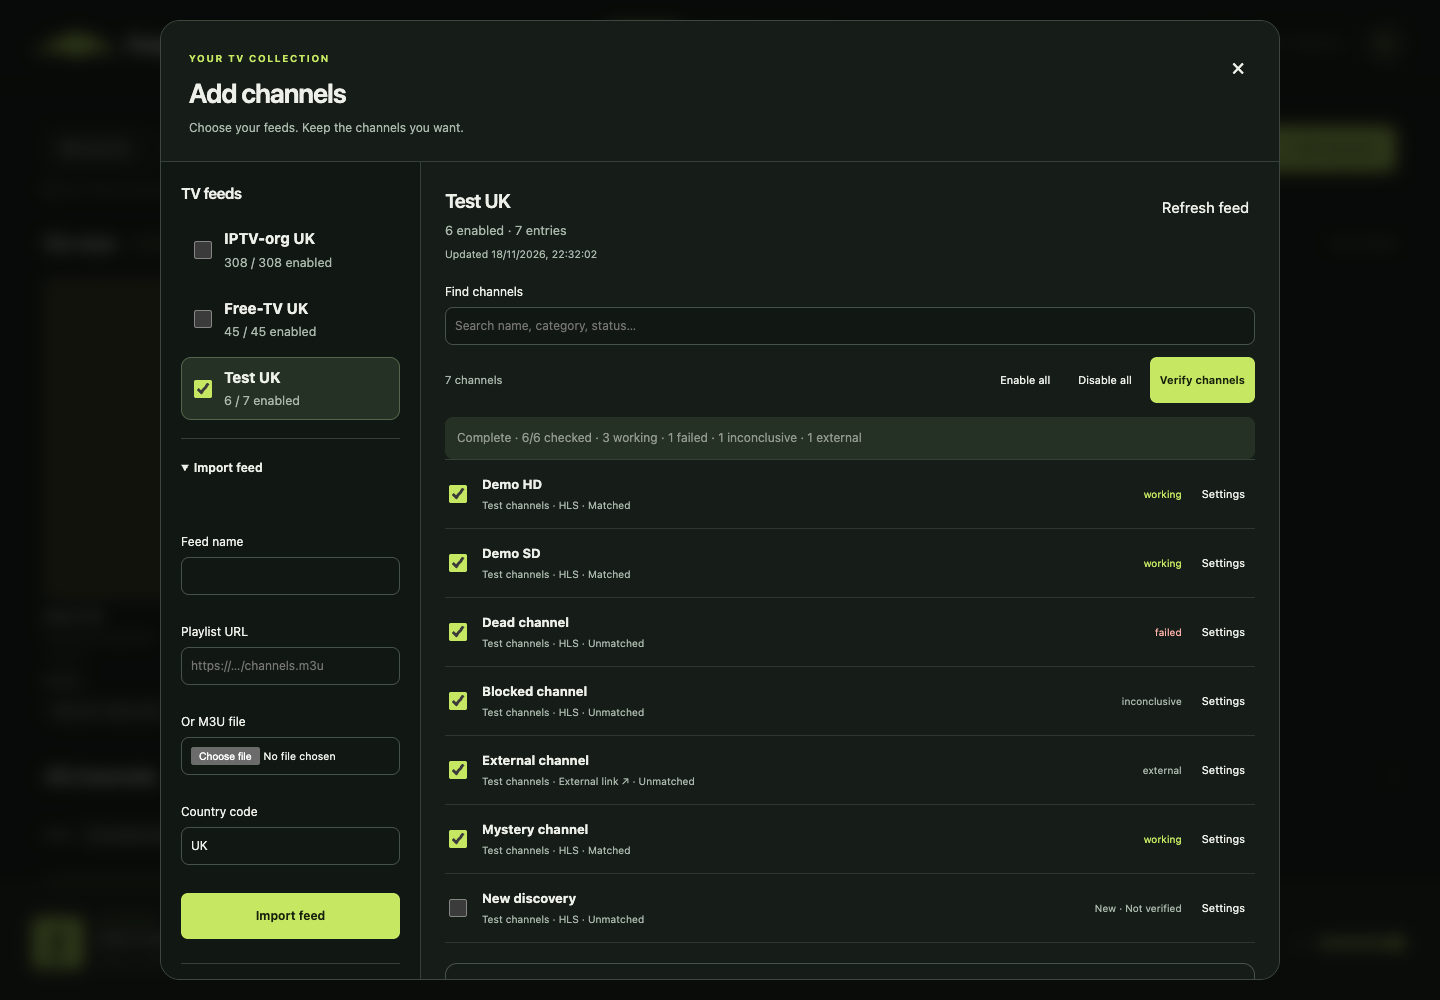 YOUR TV COLLECTION
Add channels
Choose your feeds. Keep the channels you want.
×
TV feeds
IPTV-org UK
308 / 308 enabled
Free-TV UK
45 / 45 enabled
Test UK
6 / 7 enabled
▼ Import feed
Feed name
Playlist URL
https://.../channels.m3u
Or M3U file
Choose file No file chosen
Country code
UK
Import feed
Test UK
6 enabled · 7 entries
Updated 18/11/2026, 22:32:02
Refresh feed
Find channels
Search name, category, status...
7 channels
Enable all
Disable all
Verify channels
Complete · 6/6 checked · 3 working · 1 failed · 1 inconclusive · 1 external
Demo HD
Test channels · HLS · Matched
working
Settings
Demo SD
Test channels · HLS · Matched
working
Settings
Dead channel
Test channels · HLS · Unmatched
failed
Settings
Blocked channel
Test channels · HLS · Unmatched
inconclusive
Settings
External channel
Test channels · External link ↗ · Unmatched
external
Settings
Mystery channel
Test channels · HLS · Matched
working
Settings
New discovery
Test channels · HLS · Unmatched
New · Not verified
Settings